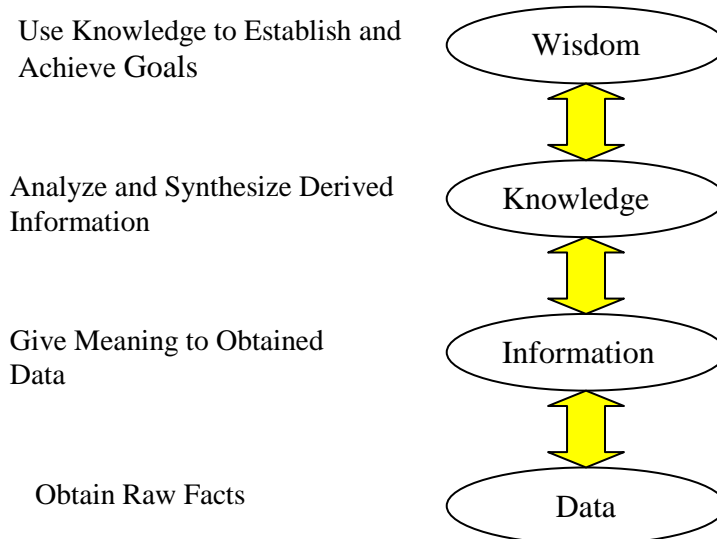 Use Knowledge to Establish and
Achieve Goals
Wisdom
Analyze and Synthesize Derived
Information
Knowledge
Give Meaning to Obtained
Data
Information
Obtain Raw Facts
Data